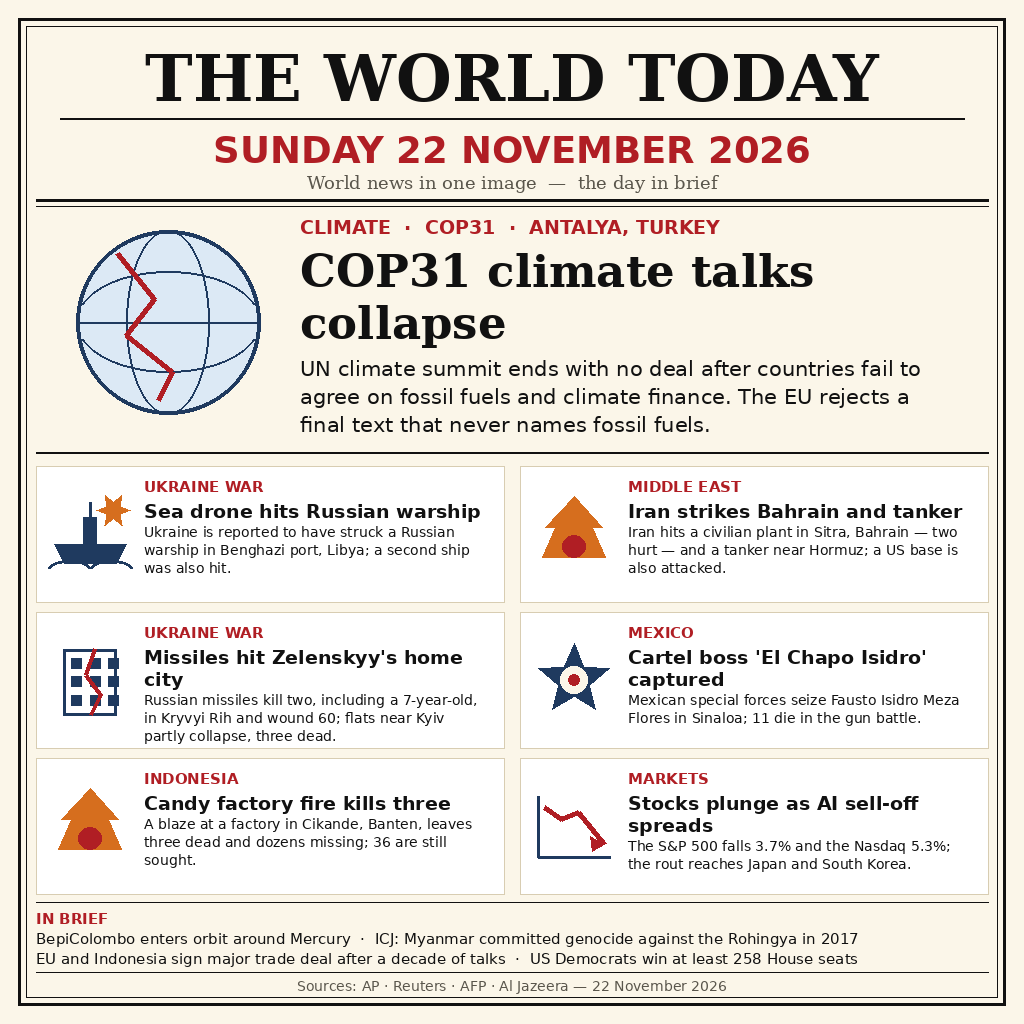 THE WORLD TODAY
SUNDAY 22 NOVEMBER 2026
World news in one image — the day in brief
CLIMATE · COP31 · ANTALYA, TURKEY
COP31 climate talks
collapse
UN climate summit ends with no deal after countries fail to
agree on fossil fuels and climate finance. The EU rejects a
final text that never names fossil fuels.
UKRAINE WAR
Sea drone hits Russian warship
Ukraine is reported to have struck a Russian
warship in Benghazi port, Libya; a second ship
was also hit.
MIDDLE EAST
Iran strikes Bahrain and tanker
Iran hits a civilian plant in Sitra, Bahrain — two
hurt — and a tanker near Hormuz; a US base is
also attacked.
UKRAINE WAR
Missiles hit Zelenskyy's home
city
Russian missiles kill two, including a 7-year-old,
in Kryvyi Rih and wound 60; flats near Kyiv
partly collapse, three dead.
MEXICO
Cartel boss 'El Chapo Isidro'
captured
Mexican special forces seize Fausto Isidro Meza
Flores in Sinaloa; 11 die in the gun battle.
INDONESIA
Candy factory fire kills three
A blaze at a factory in Cikande, Banten, leaves
three dead and dozens missing; 36 are still
sought.
MARKETS
Stocks plunge as AI sell-off
spreads
The S&P 500 falls 3.7% and the Nasdaq 5.3%;
the rout reaches Japan and South Korea.
IN BRIEF
BepiColombo enters orbit around Mercury · ICJ: Myanmar committed genocide against the Rohingya in 2017
EU and Indonesia sign major trade deal after a decade of talks · US Democrats win at least 258 House seats
Sources: AP · Reuters · AFP · Al Jazeera — 22 November 2026